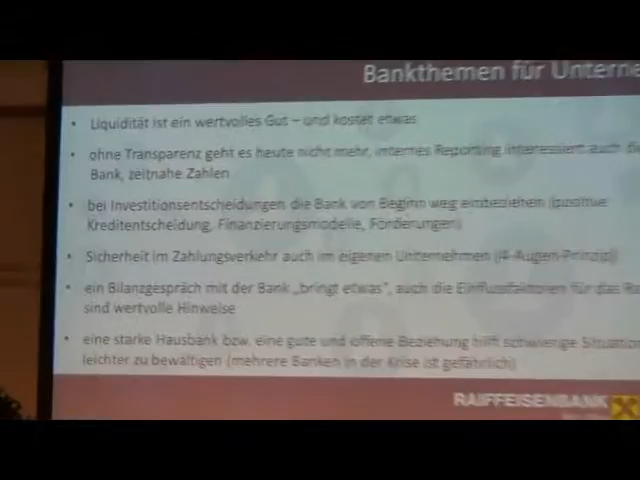 Bankthemen für Unterne
• Liquidität ist ein wertvolles Gut – und kostet etwas
• ohne Transparenz geht es heute nicht mehr, internes Reporting interessiert auch di
Bank, zeitnahe Zahlen
• bei Investitionsentscheidungen die Bank von Beginn weg einbeziehen (positive
Kreditentscheidung, Finanzierungsmodelle, Förderungen)
• Sicherheit im Zahlungsverkehr auch im eigenen Unternehmen (4-Augen-Prinzip)
• ein Bilanzgespräch mit der Bank „bringt etwas", auch die Einflussfaktoren für das Ra
sind wertvolle Hinweise
• eine starke Hausbank bzw. eine gute und offene Beziehung hilft schwierige Situation
leichter zu bewältigen (mehrere Banken in der Krise ist gefährlich)
RAIFFEISENBANK